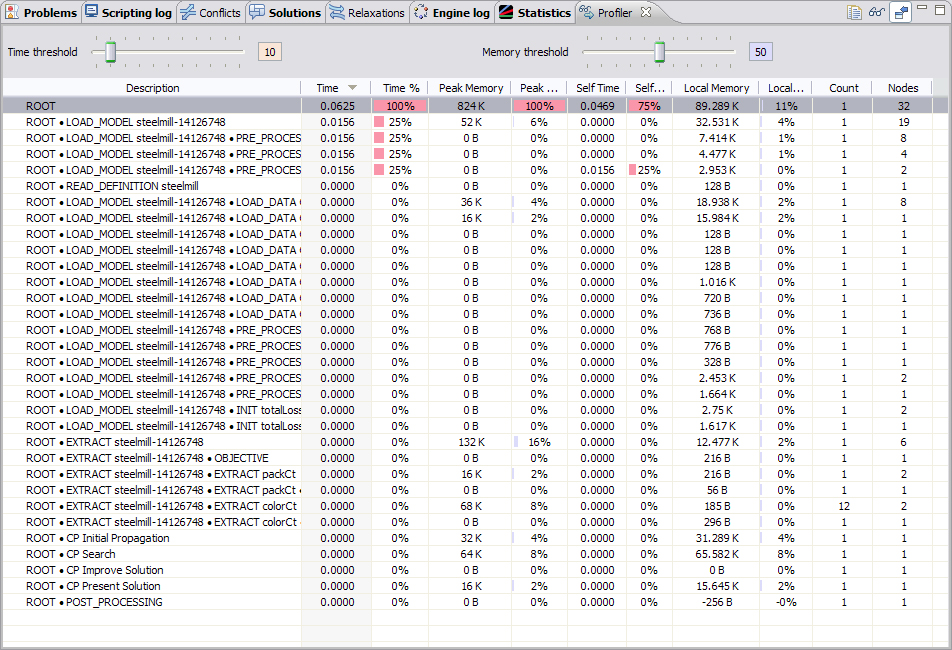 Problems Scripting log Conflicts Solutions Relaxations Engine log Statistics Profiler
Time threshold 10 Memory threshold 50
Description Time Time % Peak Memory Peak ... Self Time Self... Local Memory Local... Count Nodes
ROOT 0.0625 100% 824 K 100% 0.0469 75% 89.289 K 11% 1 32
ROOT • LOAD_MODEL steelmill-14126748 0.0156 25% 52 K 6% 0.0000 0% 32.531 K 4% 1 19
ROOT • LOAD_MODEL steelmill-14126748 • PRE_PROCES 0.0156 25% 0 B 0% 0.0000 0% 7.414 K 1% 1 8
ROOT • LOAD_MODEL steelmill-14126748 • PRE_PROCES 0.0156 25% 0 B 0% 0.0000 0% 4.477 K 1% 1 4
ROOT • LOAD_MODEL steelmill-14126748 • PRE_PROCES 0.0156 25% 0 B 0% 0.0156 25% 2.953 K 0% 1 2
ROOT • READ_DEFINITION steelmill 0.0000 0% 0 B 0% 0.0000 0% 128 B 0% 1 1
ROOT • LOAD_MODEL steelmill-14126748 • LOAD_DATA 0.0000 0% 36 K 4% 0.0000 0% 18.938 K 2% 1 8
ROOT • LOAD_MODEL steelmill-14126748 • LOAD_DATA 0.0000 0% 16 K 2% 0.0000 0% 15.984 K 2% 1 1
ROOT • LOAD_MODEL steelmill-14126748 • LOAD_DATA 0.0000 0% 0 B 0% 0.0000 0% 128 B 0% 1 1
ROOT • LOAD_MODEL steelmill-14126748 • LOAD_DATA 0.0000 0% 0 B 0% 0.0000 0% 128 B 0% 1 1
ROOT • LOAD_MODEL steelmill-14126748 • LOAD_DATA 0.0000 0% 0 B 0% 0.0000 0% 128 B 0% 1 1
ROOT • LOAD_MODEL steelmill-14126748 • LOAD_DATA 0.0000 0% 0 B 0% 0.0000 0% 1.016 K 0% 1 1
ROOT • LOAD_MODEL steelmill-14126748 • LOAD_DATA 0.0000 0% 0 B 0% 0.0000 0% 720 B 0% 1 1
ROOT • LOAD_MODEL steelmill-14126748 • LOAD_DATA 0.0000 0% 0 B 0% 0.0000 0% 736 B 0% 1 1
ROOT • LOAD_MODEL steelmill-14126748 • PRE_PROCES 0.0000 0% 0 B 0% 0.0000 0% 768 B 0% 1 1
ROOT • LOAD_MODEL steelmill-14126748 • PRE_PROCES 0.0000 0% 0 B 0% 0.0000 0% 776 B 0% 1 1
ROOT • LOAD_MODEL steelmill-14126748 • PRE_PROCES 0.0000 0% 0 B 0% 0.0000 0% 328 B 0% 1 1
ROOT • LOAD_MODEL steelmill-14126748 • PRE_PROCES 0.0000 0% 0 B 0% 0.0000 0% 2.453 K 0% 1 2
ROOT • LOAD_MODEL steelmill-14126748 • PRE_PROCES 0.0000 0% 0 B 0% 0.0000 0% 1.664 K 0% 1 1
ROOT • LOAD_MODEL steelmill-14126748 • INIT totalLoss 0.0000 0% 0 B 0% 0.0000 0% 2.75 K 0% 1 2
ROOT • LOAD_MODEL steelmill-14126748 • INIT totalLoss 0.0000 0% 0 B 0% 0.0000 0% 1.617 K 0% 1 1
ROOT • EXTRACT steelmill-14126748 0.0000 0% 132 K 16% 0.0000 0% 12.477 K 2% 1 6
ROOT • EXTRACT steelmill-14126748 • OBJECTIVE 0.0000 0% 0 B 0% 0.0000 0% 216 B 0% 1 1
ROOT • EXTRACT steelmill-14126748 • EXTRACT packCt 0.0000 0% 16 K 2% 0.0000 0% 216 B 0% 1 2
ROOT • EXTRACT steelmill-14126748 • EXTRACT packCt • 0.0000 0% 0 B 0% 0.0000 0% 56 B 0% 1 1
ROOT • EXTRACT steelmill-14126748 • EXTRACT colorCt 0.0000 0% 68 K 8% 0.0000 0% 185 B 0% 12 2
ROOT • EXTRACT steelmill-14126748 • EXTRACT colorCt 0.0000 0% 0 B 0% 0.0000 0% 296 B 0% 1 1
ROOT • CP Initial Propagation 0.0000 0% 32 K 4% 0.0000 0% 31.289 K 4% 1 1
ROOT • CP Search 0.0000 0% 64 K 8% 0.0000 0% 65.582 K 8% 1 1
ROOT • CP Improve Solution 0.0000 0% 0 B 0% 0.0000 0% 0 B 0% 1 1
ROOT • CP Present Solution 0.0000 0% 16 K 2% 0.0000 0% 15.645 K 2% 1 1
ROOT • POST_PROCESSING 0.0000 0% 0 B 0% 0.0000 0% -256 B -0% 1 1